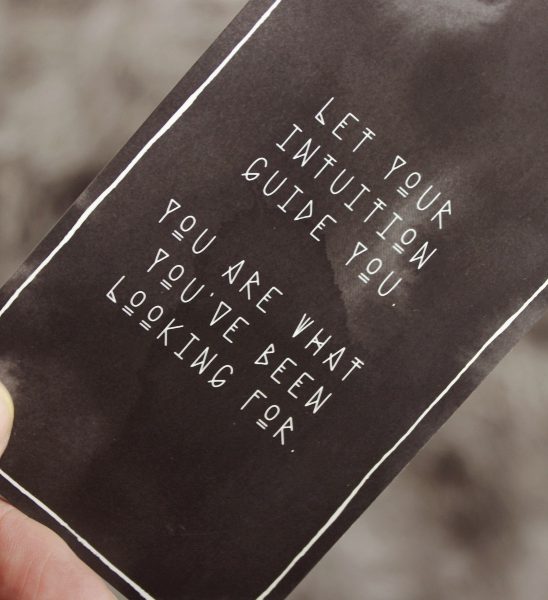 LET YOUR
INTUITION
GUIDE YOU.
YOU ARE WHAT
YOU'VE BEEN
LOOKING FOR.